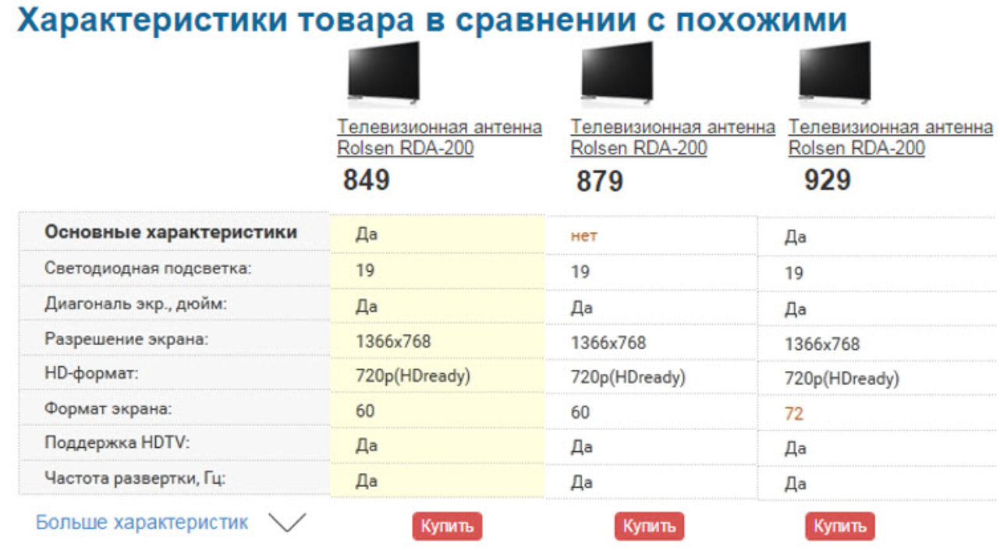 Характеристики товара в сравнении с похожими
Телевизионная антенна Телевизионная антенна Телевизионная антенна
Rolsen RDA-200 Rolsen RDA-200 Rolsen RDA-200
849 879 929
Основные характеристики Да нет Да
Светодиодная подсветка: 19 19 19
Диагональ экр., дюйм: Да Да Да
Разрешение экрана: 1366x768 1366x768 1366x768
HD-формат: 720p(HDready) 720p(HDready) 720p(HDready)
Формат экрана: 60 60 72
Поддержка HDTV: Да Да Да
Частота развертки, Гц: Да Да Да
Больше характеристик Купить Купить Купить